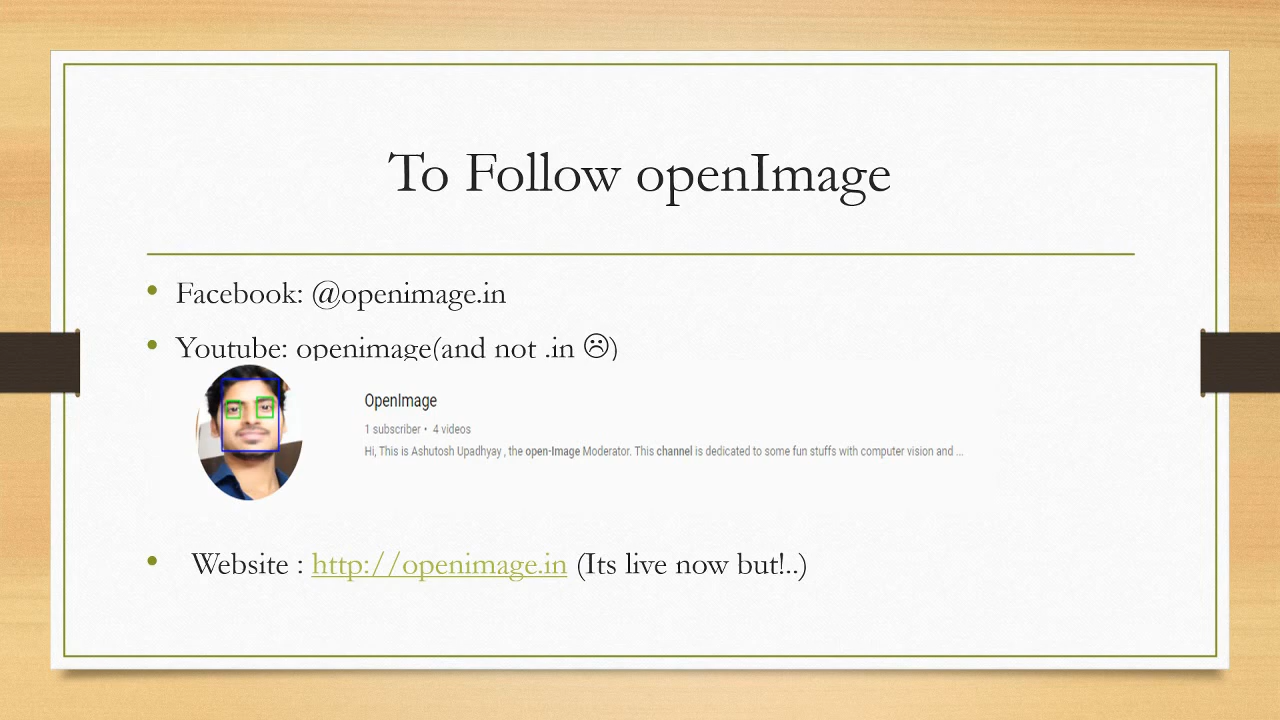 To Follow openImage
• Facebook: @openimage.in
• Youtube: openimage(and not .in ☹)
OpenImage
1 subscriber • 4 videos
Hi, This is Ashutosh Upadhyay , the open-Image Moderator. This channel is dedicated to some fun stuffs with computer vision and ...
• Website : http://openimage.in (Its live now but!..)